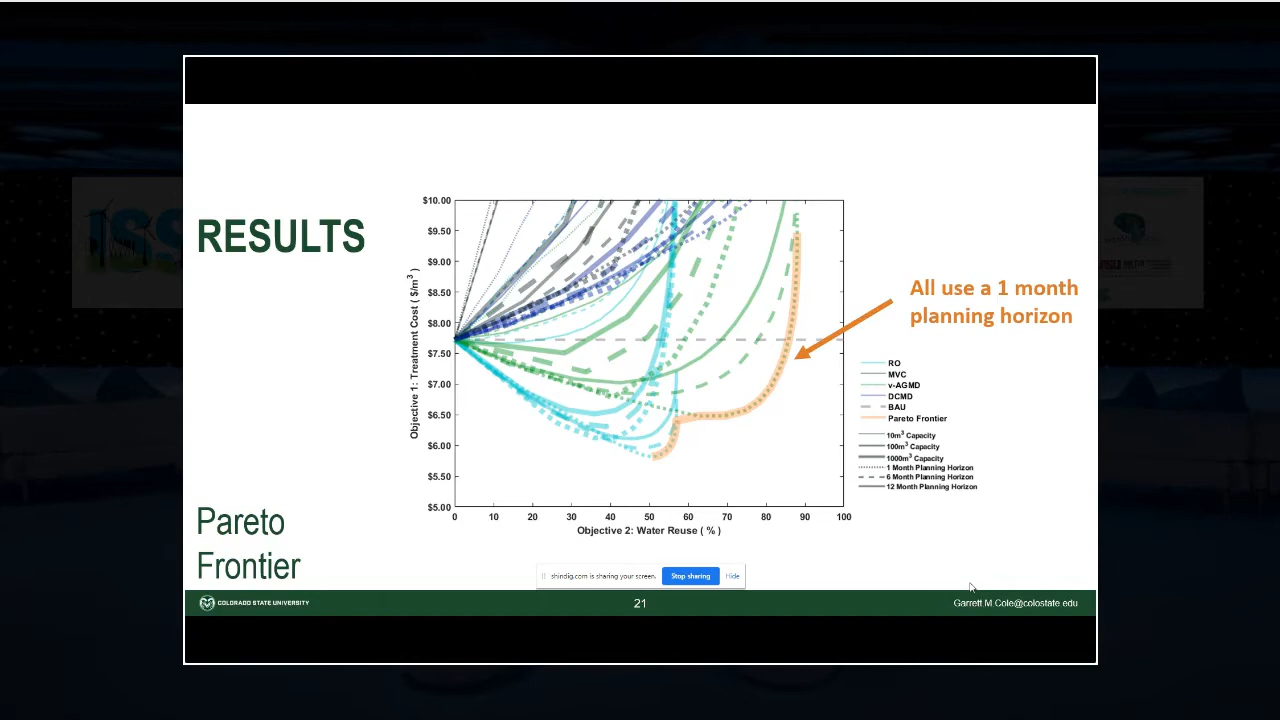 RESULTS
Pareto
Frontier
$10.00
$9.50
$9.00
$8.50
$8.00
$7.50
$7.00
$6.50
$6.00
$5.50
$5.00
Objective 1: Treatment Cost ( $/m³ )
0 10 20 30 40 50 60 70 80 90 100
Objective 2: Water Reuse ( % )
All use a 1 month
planning horizon
RO
MVC
v-AGMD
DCMD
BAU
Pareto Frontier
10m³ Capacity
100m³ Capacity
1000m³ Capacity
1 Month Planning Horizon
6 Month Planning Horizon
12 Month Planning Horizon
shindig.com is sharing your screen. Stop sharing Hide
COLORADO STATE UNIVERSITY
21
Garrett.M.Cole@colostate.edu